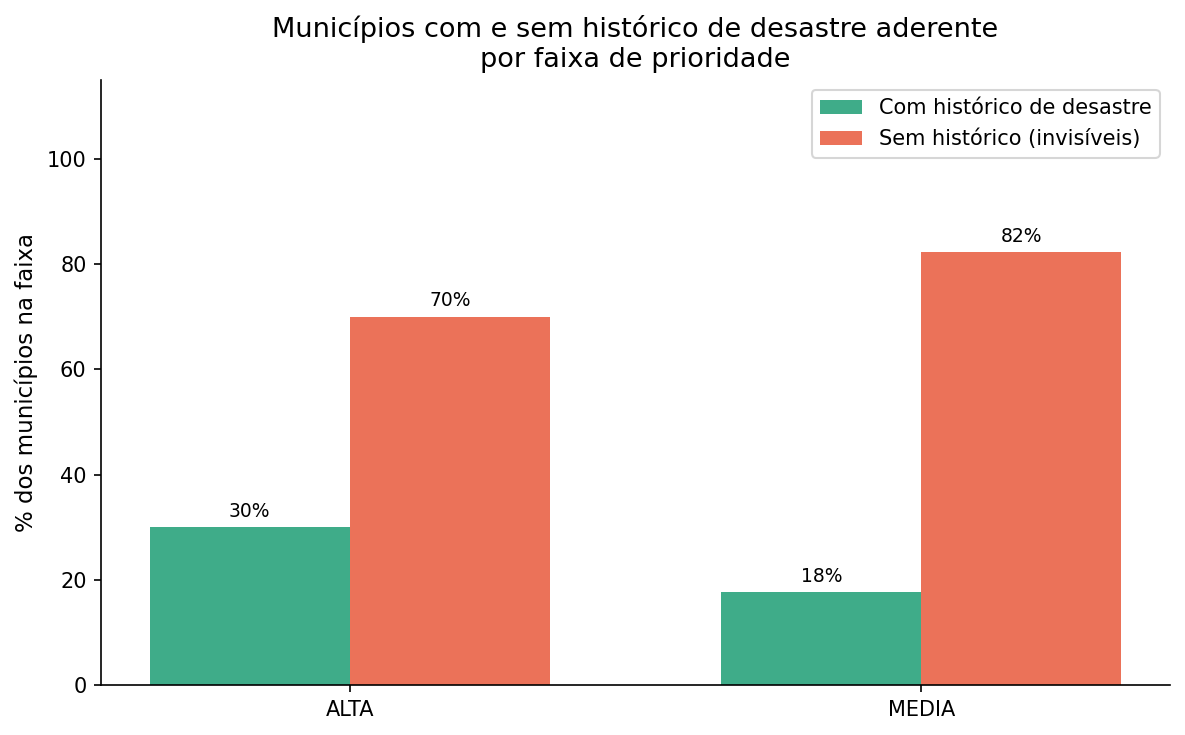 Municípios com e sem histórico de desastre aderente
por faixa de prioridade
Com histórico de desastre
Sem histórico (invisíveis)
% dos municípios na faixa
100
80
60
40
20
0
30%
70%
18%
82%
ALTA
MEDIA